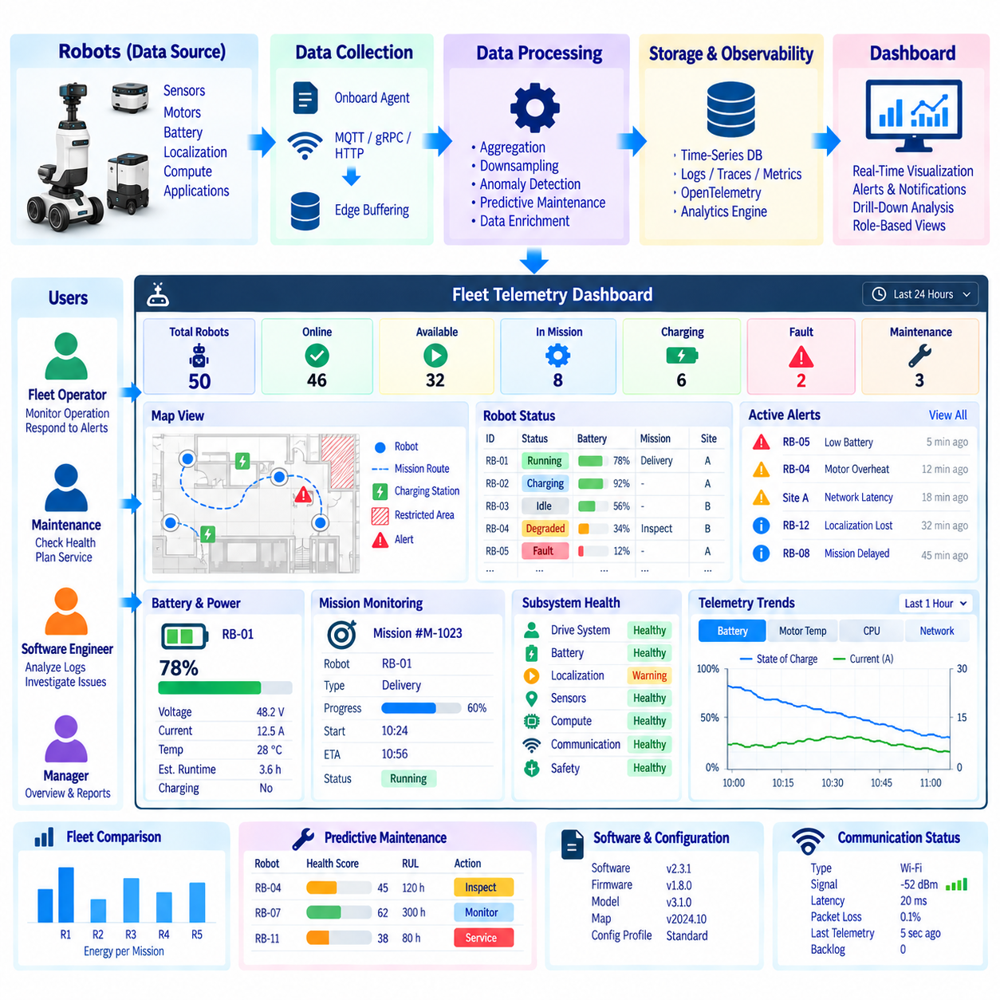 Robots (Data Source)
Sensors
Motors
Battery
Localization
Compute
Applications
Data Collection
Onboard Agent
MQTT / gRPC /
HTTP
Edge Buffering
Data Processing
• Aggregation
• Downsampling
• Anomaly Detection
• Predictive Maintenance
• Data Enrichment
Storage & Observability
· Time-Series DB
· Logs / Traces / Metrics
· OpenTelemetry
· Analytics Engine
Dashboard
Real-Time Visualization
Alerts & Notifications
Drill-Down Analysis
Role-Based Views
Users
Fleet Operator
Monitor Operation
Respond to Alerts
Maintenance
Check Health
Plan Service
Software Engineer
Analyze Logs
Investigate Issues
Manager
Overview & Reports
Fleet Telemetry Dashboard
Last 24 Hours
Total Robots
50
Online
46
Available
32
In Mission
8
Charging
6
Fault
2
Maintenance
3
Map View
Robot
Mission Route
Charging Station
Restricted Area
Alert
Robot Status
ID Status Battery Mission Site
RB-01 Running 78% Delivery A
RB-02 Charging 92% - A
RB-03 Idle 56% - B
RB-04 Degraded 34% Inspect B
RB-05 Fault 12% - A
... ... ... ... ...
Active Alerts View All
RB-05 Low Battery 5 min ago
RB-04 Motor Overheat 12 min ago
Site A Network Latency 18 min ago
RB-12 Localization Lost 32 min ago
RB-08 Mission Delayed 45 min ago
Battery & Power
RB-01
78%
Voltage 48.2 V
Current 12.5 A
Temp 28 °C
Est. Runtime 3.6 h
Charging No
Mission Monitoring
Mission #M-1023
Robot RB-01
Type Delivery
Progress 60%
Start 10:24
ETA 10:56
Status Running
Subsystem Health
Drive System Healthy
Battery Healthy
Localization Warning
Sensors Healthy
Compute Healthy
Communication Healthy
Safety Healthy
Telemetry Trends Last 1 Hour
Battery Motor Temp CPU Network
State of Charge Current (A)
100% 30
50% 15
0% 0
10:00 10:15 10:30 10:45 11:00
Fleet Comparison
R1 R2 R3 R4 R5
Energy per Mission
Predictive Maintenance
Robot Health Score RUL Action
RB-04 45 120 h Inspect
RB-07 62 300 h Monitor
RB-11 38 80 h Service
Software & Configuration
Software v2.3.1
Firmware v1.8.0
Model v3.1.0
Map v2024.10
Config Profile Standard
Communication Status
Type Wi-Fi
Signal -52 dBm
Latency 20 ms
Packet Loss 0.1%
Last Telemetry 5 sec ago
Backlog 0